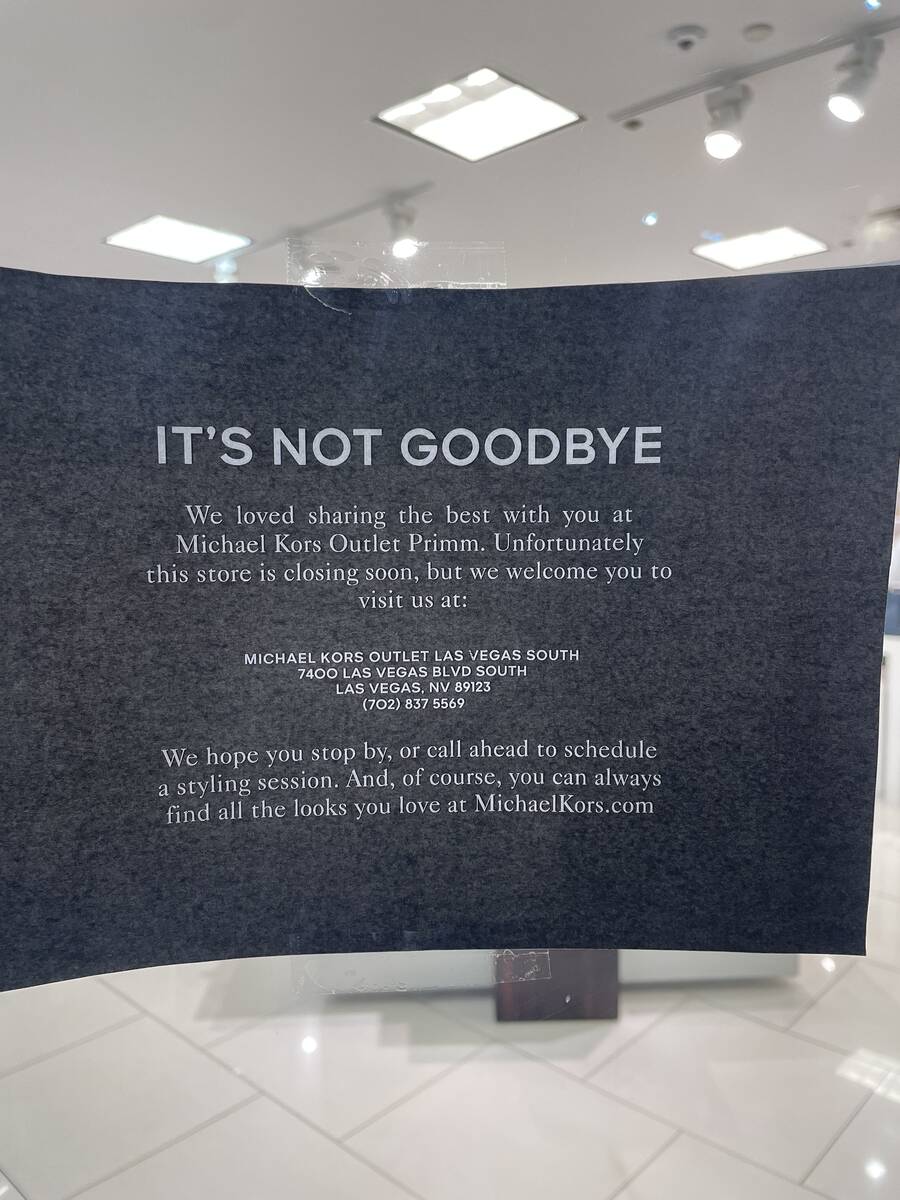 IT'S NOT GOODBYE
We loved sharing the best with you at
Michael Kors Outlet Primm. Unfortunately
this store is closing soon, but we welcome you to
visit us at:
MICHAEL KORS OUTLET LAS VEGAS SOUTH
7400 LAS VEGAS BLVD SOUTH
LAS VEGAS, NV 89123
(702) 837 5569
We hope you stop by, or call ahead to schedule
a styling session. And, of course, you can always
find all the looks you love at MichaelKors.com